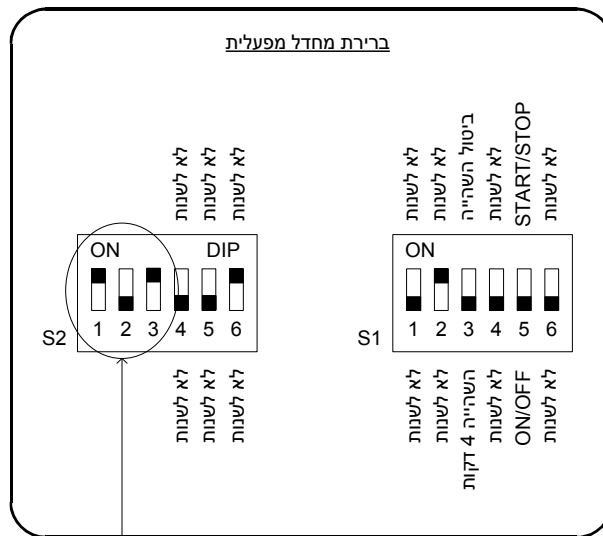 ברירת מחדל מפעלית
לא לשנות
לא לשנות
לא לשנות
לא לשנות
לא לשנות
ביטול השהייה
לא לשנות
START/STOP
לא לשנות
ON DIP
1 2 3 4 5 6
S2
ON
1 2 3 4 5 6
S1
לא לשנות
לא לשנות
לא לשנות
לא לשנות
לא לשנות
השהייה 4 דקות
לא לשנות
ON/OFF
לא לשנות